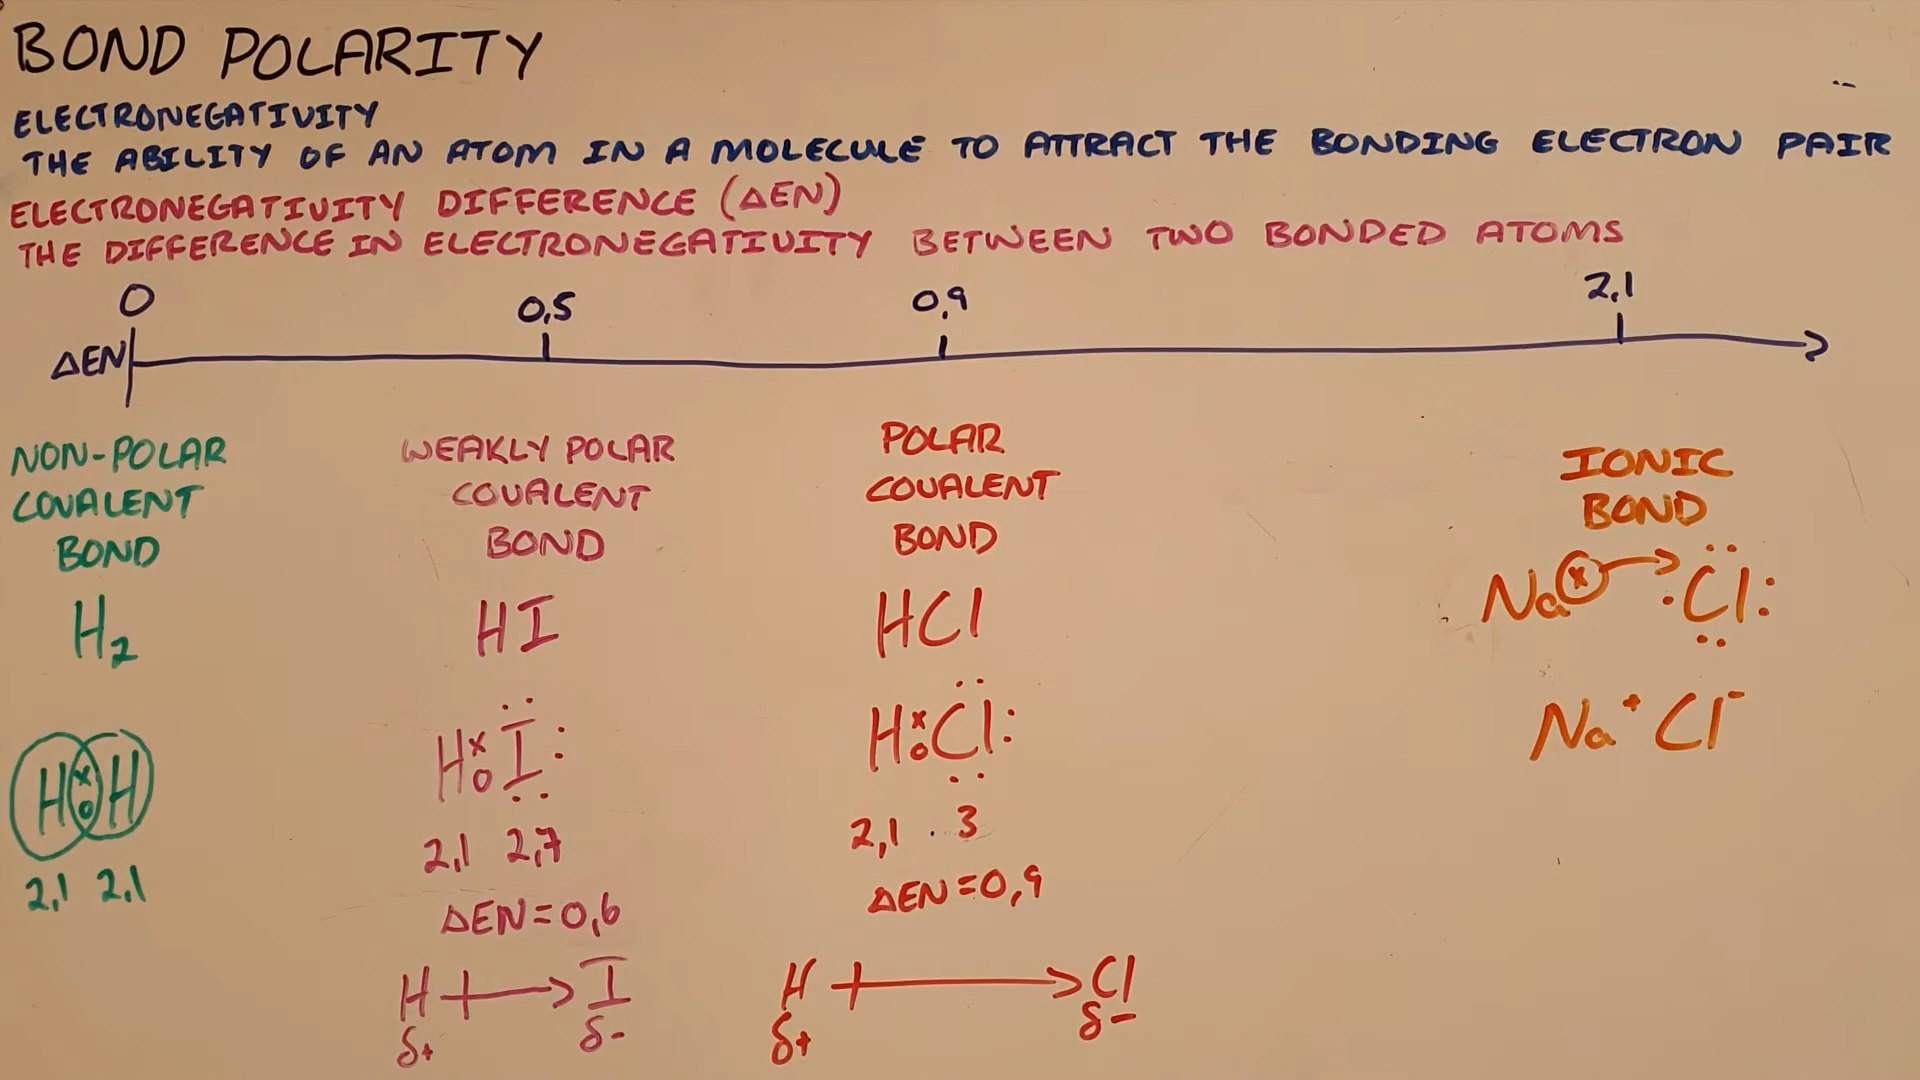 BOND POLARITY
ELECTRONEGATIVITY
THE ABILITY OF AN ATOM IN A MOLECULE TO ATTRACT THE BONDING ELECTRON PAIR
ELECTRONEGATIVITY DIFFERENCE (ΔEN)
THE DIFFERENCE IN ELECTRONEGATIVITY BETWEEN TWO BONDED ATOMS
0 0,5 0,9 2,1
ΔEN
NON-POLAR
COVALENT
BOND
H₂
H×oH
2,1 2,1
WEAKLY POLAR
COVALENT
BOND
HI
H×oI
2,1 2,7
ΔEN=0,6
H I
δ+ δ-
POLAR
COVALENT
BOND
HCl
H×oCl
2,1 3
ΔEN=0,9
H Cl
δ+ δ-
IONIC
BOND
Na× Cl
Na⁺Cl⁻